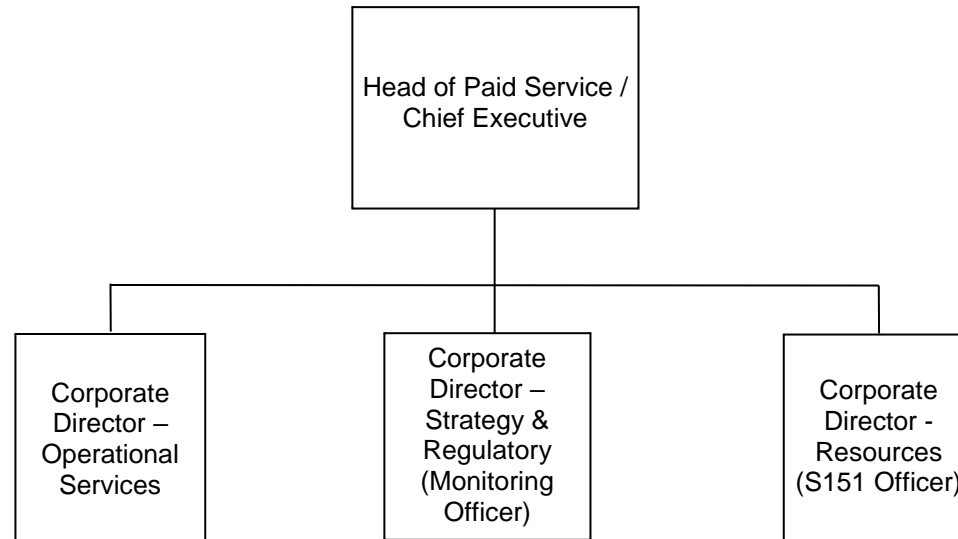 Head of Paid Service /
Chief Executive
Corporate
Director –
Operational
Services
Corporate
Director –
Strategy &
Regulatory
(Monitoring
Officer)
Corporate
Director -
Resources
(S151 Officer)